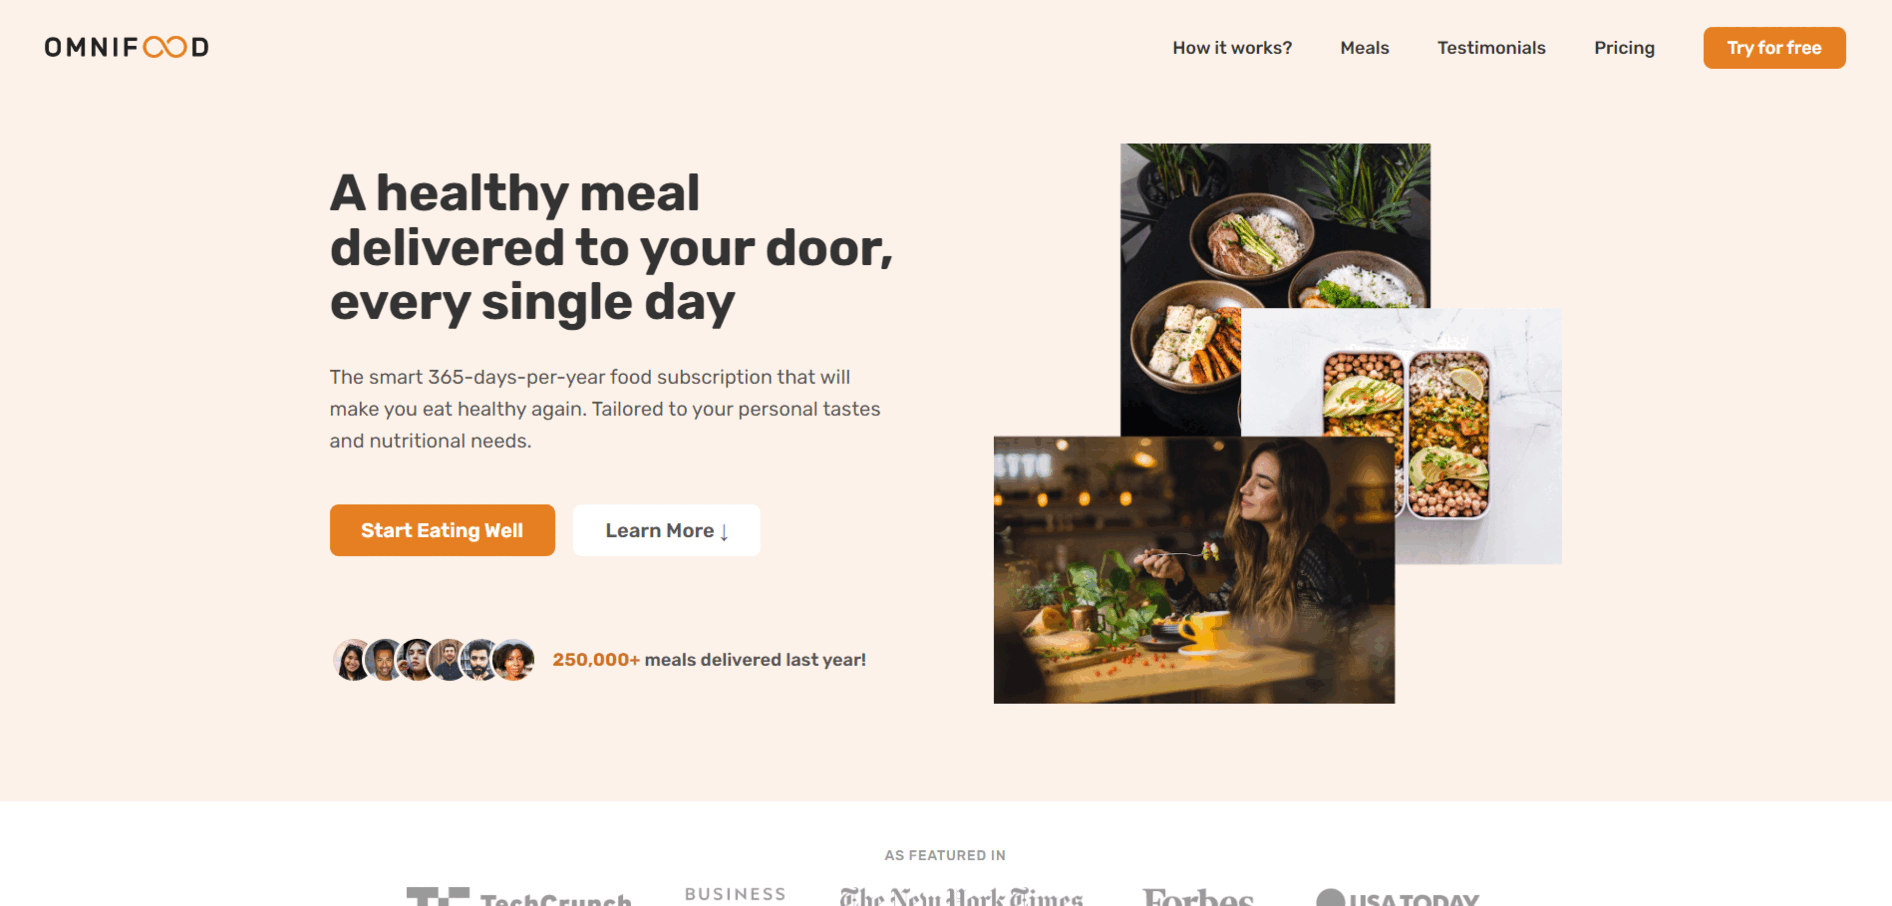 OMNIFOOD
How it works?
Meals
Testimonials
Pricing
Try for free
A healthy meal
delivered to your door,
every single day
The smart 365-days-per-year food subscription that will
make you eat healthy again. Tailored to your personal tastes
and nutritional needs.
Start Eating Well
Learn More ↓
250,000+ meals delivered last year!
AS FEATURED IN
TechCrunch
BUSINESS
The New York Times
Forbes
USA TODAY